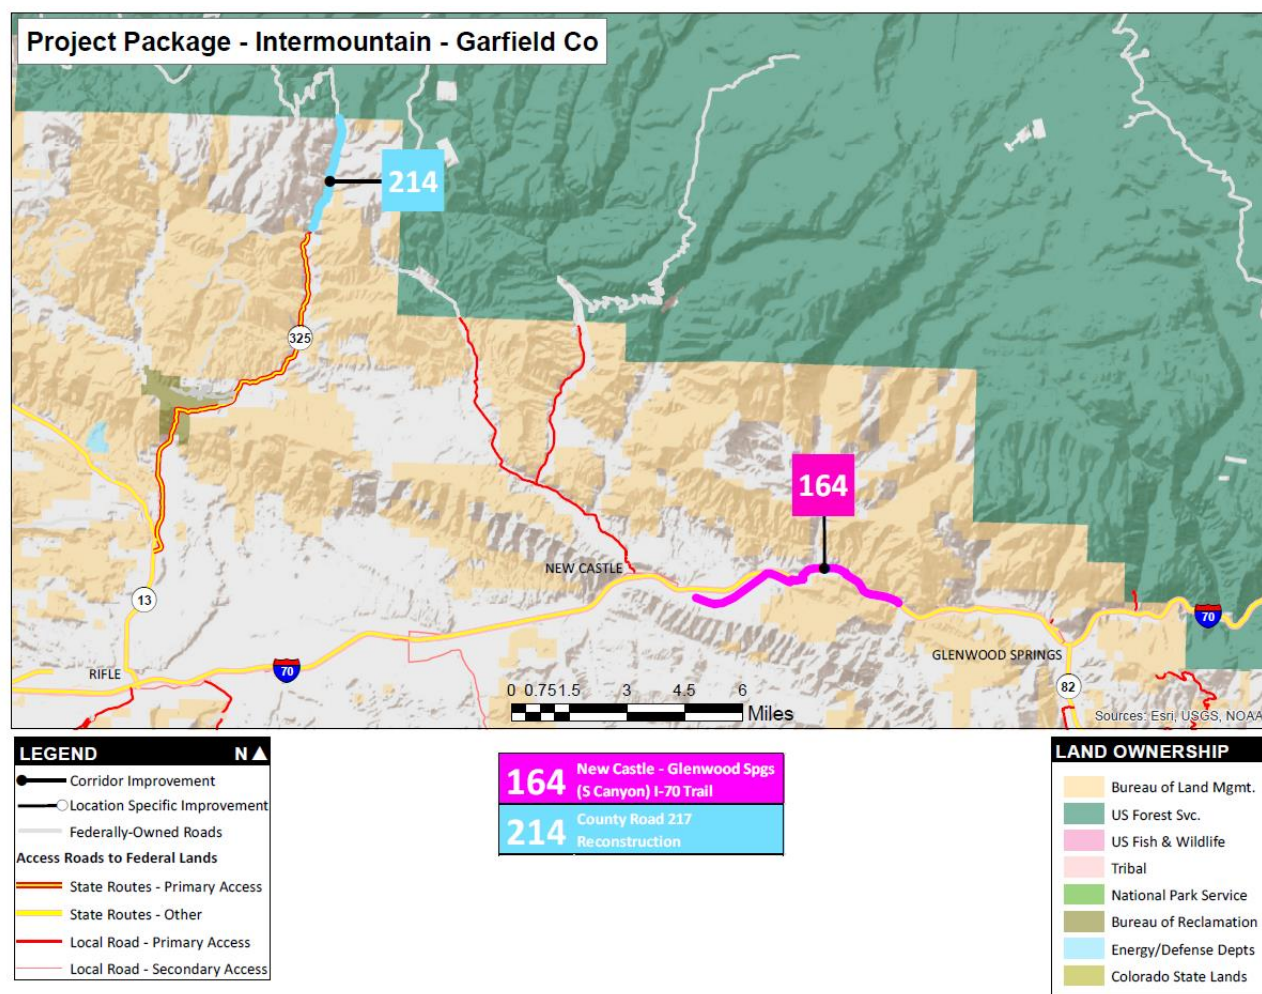 Project Package - Intermountain - Garfield Co
214
325
164
NEW CASTLE
13
70
GLENWOOD SPRINGS
RIFLE
70
82
0 0.75 1.5 3 4.5 6
Miles
Sources: Esri, USGS, NOAA
LEGEND N
Corridor Improvement
Location Specific Improvement
Federally-Owned Roads
Access Roads to Federal Lands
State Routes - Primary Access
State Routes - Other
Local Road - Primary Access
Local Road - Secondary Access
164 New Castle - Glenwood Spgs
(S Canyon) I-70 Trail
214 County Road 217
Reconstruction
LAND OWNERSHIP
Bureau of Land Mgmt.
US Forest Svc.
US Fish & Wildlife
Tribal
National Park Service
Bureau of Reclamation
Energy/Defense Depts
Colorado State Lands